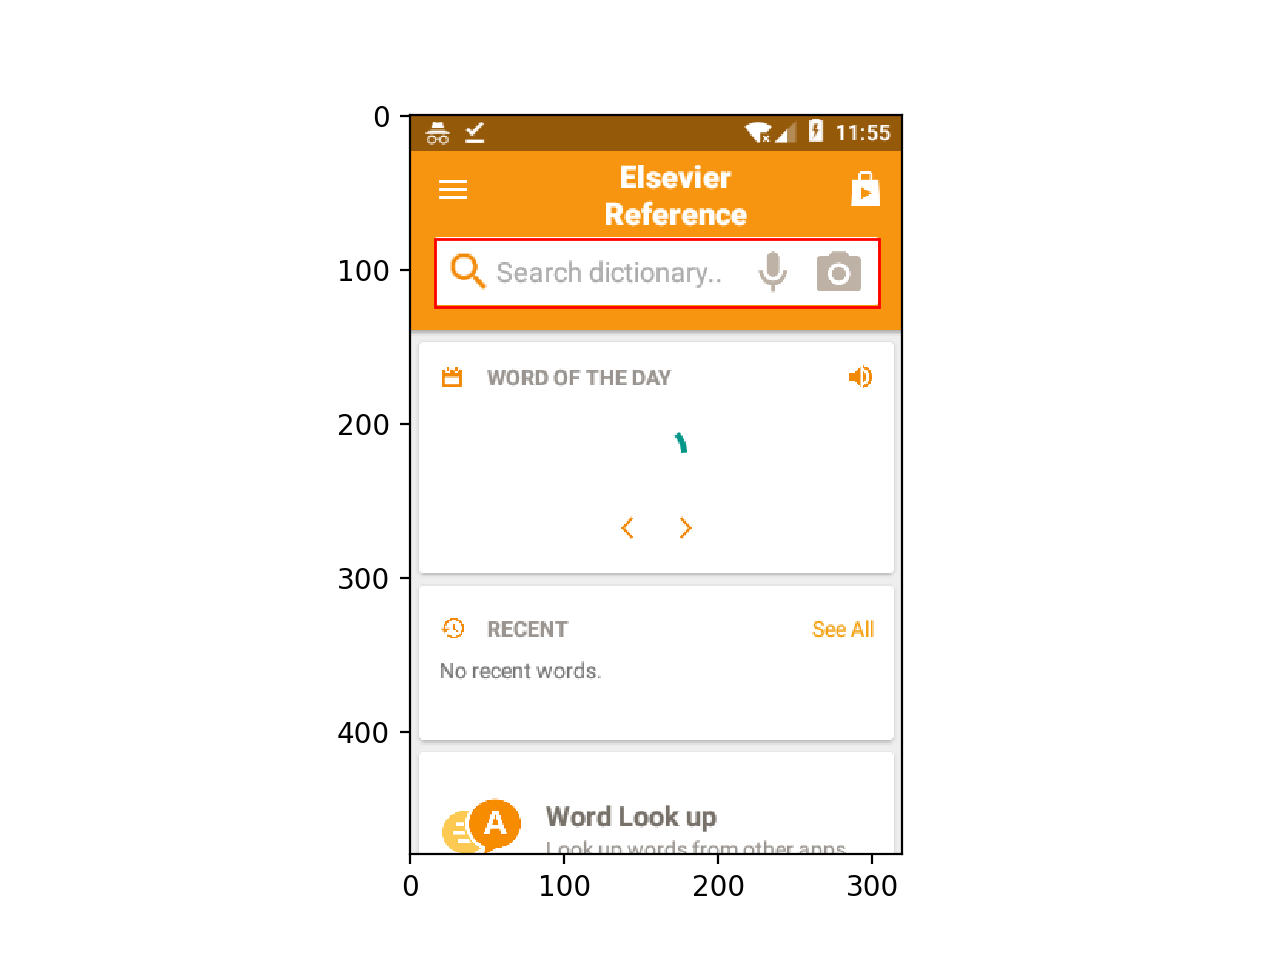 0
11:55
Elsevier
Reference
100
Search dictionary..
WORD OF THE DAY
200
300
RECENT
See All
No recent words.
400
A
Word Look up
Look up words from other apps
0
100
200
300